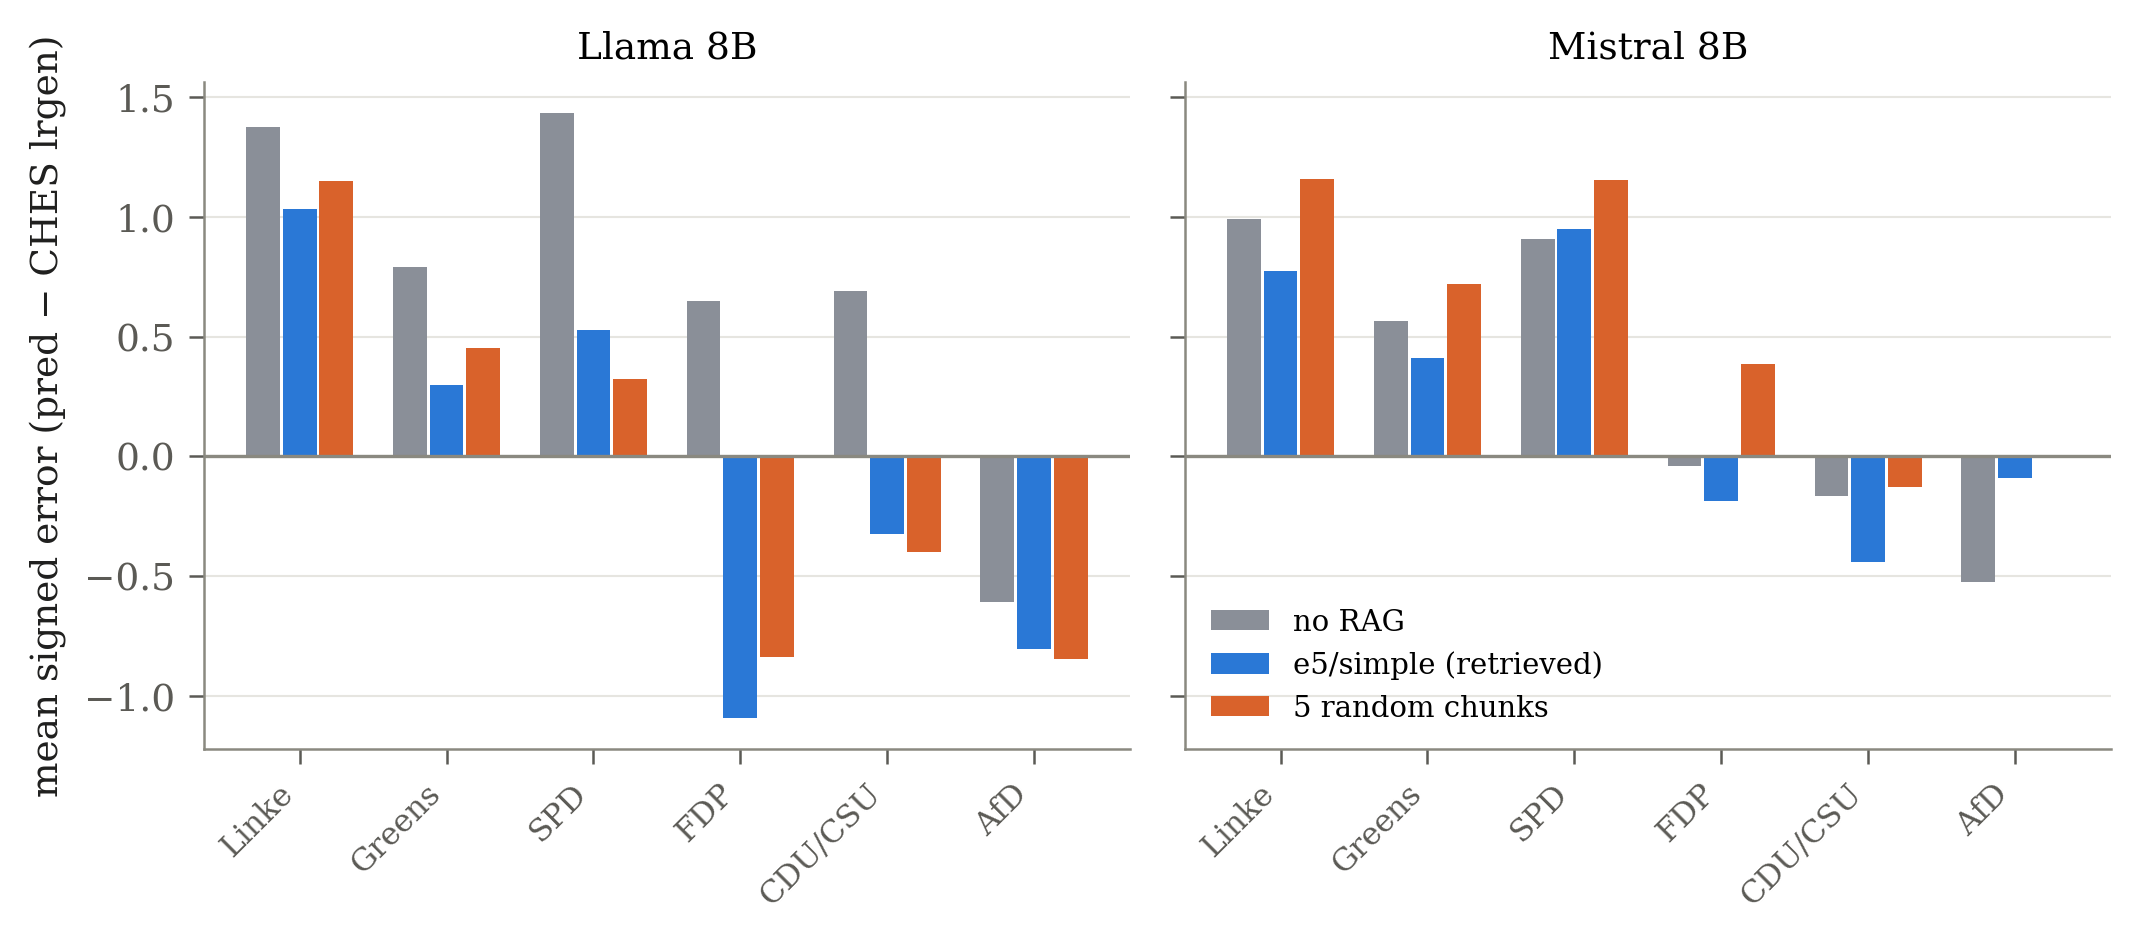 Llama 8B
Mistral 8B
mean signed error (pred − CHES lrgen)
1.5
1.0
0.5
0.0
−0.5
−1.0
no RAG
e5/simple (retrieved)
5 random chunks
Linke
Greens
SPD
FDP
CDU/CSU
AfD
Linke
Greens
SPD
FDP
CDU/CSU
AfD